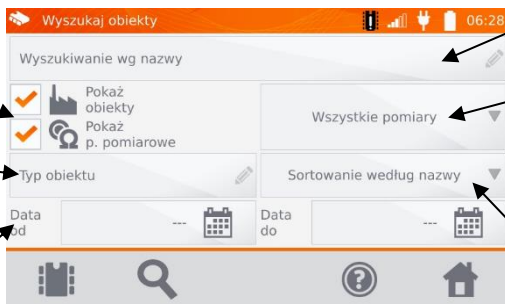 Wyszukaj obiekty
06:28
Wyszukiwanie wg nazwy
Pokaż
obiekty
Pokaż
p. pomiarowe
Wszystkie pomiary
Typ obiektu
Sortowanie według nazwy
Data
od
---
Data
do
---